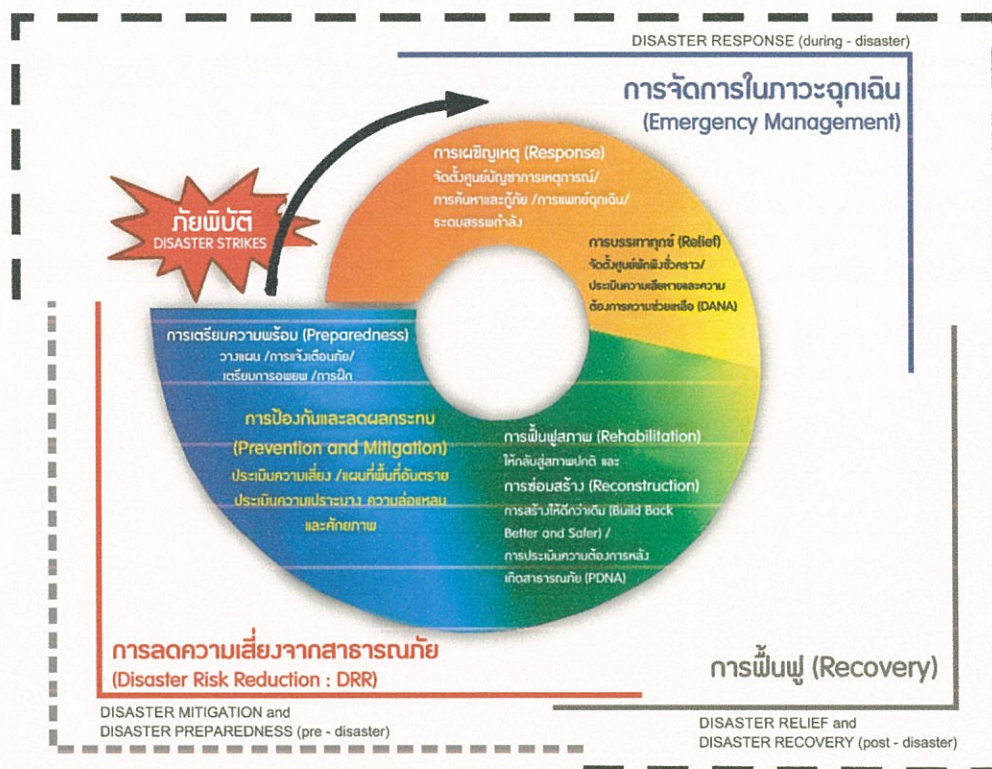 DISASTER RESPONSE (during - disaster)
การจัดการในภาวะฉุกเฉิน
(Emergency Management)
ภัยพิบัติ
DISASTER STRIKES
การเผชิญเหตุ (Response)
จัดตั้งศูนย์บัญชาการเหตุการณ์/
การค้นหาและกู้ภัย /การแพทย์ฉุกเฉิน/
ระดมสรรพกำลัง
การบรรเทาทุกข์ (Relief)
จัดตั้งศูนย์พักพิงชั่วคราว/
ประเมินความเสียหายและความ
ต้องการความช่วยเหลือ (DANA)
การเตรียมความพร้อม (Preparedness)
วางแผน /การแจ้งเตือนภัย/
เตรียมการอพยพ /การฝึก
การป้องกันและลดผลกระทบ
(Prevention and Mitigation)
ประเมินความเสี่ยง /แผนที่พื้นที่อันตราย
ประเมินความเปราะบาง ความล่อแหลม
และศักยภาพ
การฟื้นฟูสภาพ (Rehabilitation)
ให้กลับสู่สภาพปกติ และ
การซ่อมสร้าง (Reconstruction)
การสร้างให้ดีกว่าเดิม (Build Back
Better and Safer) /
การประเมินความต้องการหลัง
เกิดสาธารณภัย (PDNA)
การลดความเสี่ยงจากสาธารณภัย
(Disaster Risk Reduction : DRR)
DISASTER MITIGATION and
DISASTER PREPAREDNESS (pre - disaster)
การฟื้นฟู (Recovery)
DISASTER RELIEF and
DISASTER RECOVERY (post - disaster)